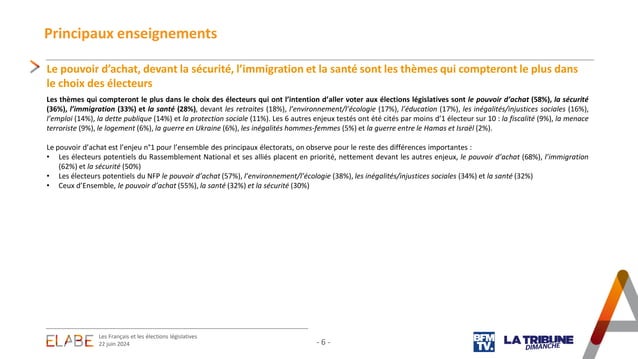 Principaux enseignements
Le pouvoir d'achat, devant la sécurité, l'immigration et la santé sont les thèmes qui compteront le plus dans
le choix des électeurs
Les thèmes qui compteront le plus dans le choix des électeurs qui ont l'intention d'aller voter aux élections législatives sont le pouvoir d'achat (58%), la sécurité
(36%), l'immigration (33%) et la santé (28%), devant les retraites (18%), l'environnement/l'écologie (17%), l'éducation (17%), les inégalités/injustices sociales (16%),
l'emploi (14%), la dette publique (14%) et la protection sociale (11%). Les 6 autres enjeux testés ont été cités par moins d'1 électeur sur 10 : la fiscalité (9%), la menace
terroriste (9%), le logement (6%), la guerre en Ukraine (6%), les inégalités hommes-femmes (5%) et la guerre entre le Hamas et Israël (2%).
Le pouvoir d'achat est l'enjeu n°1 pour l'ensemble des principaux électorats, on observe pour le reste des différences importantes :
• Les électeurs potentiels du Rassemblement National et ses alliés placent en priorité, nettement devant les autres enjeux, le pouvoir d'achat (68%), l'immigration
(62%) et la sécurité (50%)
• Les électeurs potentiels du NFP le pouvoir d'achat (57%), l'environnement/l'écologie (38%), les inégalités/injustices sociales (34%) et la santé (32%)
• Ceux d'Ensemble, le pouvoir d'achat (55%), la santé (32%) et la sécurité (30%)
ELABE
Les Français et les élections législatives
22 juin 2024
- 6 -
BFM
TV.
LA TRIBUNE
DIMANCHE